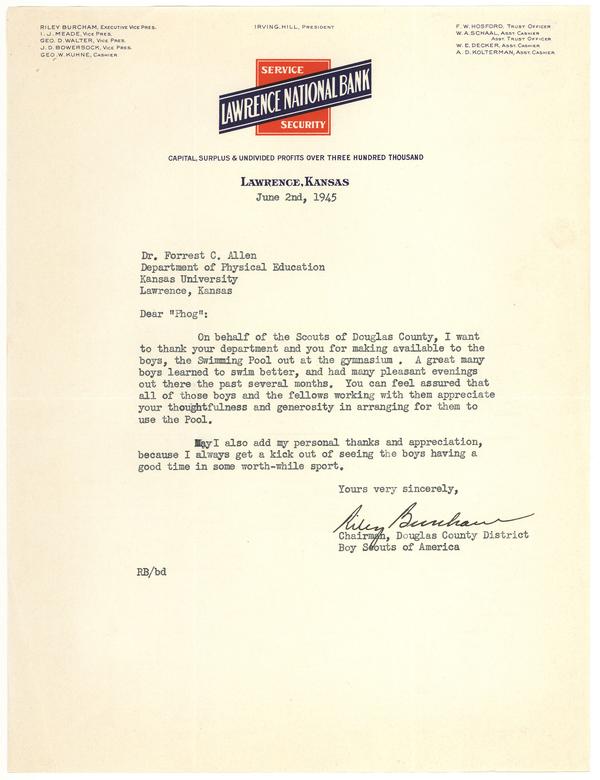 RILEY BURCHAM, EXECUTIVE VICE PRES.
I. J. MEADE, VICE PRES.
GEO. D. WALTER, VICE PRES.
J. D. BOWERSOCK, VICE PRES.
GEO. W. KUHNE, CASHIER
IRVING HILL, PRESIDENT
F. W. HOSFORD, TRUST OFFICER
W. A. SCHAAL, ASST CASHIER
ASST. TRUST OFFICER
W. E. DECKER, ASST. CASHIER
A. D. KOLTERMAN, ASST. CASHIER
SERVICE
LAWRENCE NATIONAL BANK
SECURITY
CAPITAL, SURPLUS & UNDIVIDED PROFITS OVER THREE HUNDRED THOUSAND
LAWRENCE, KANSAS
June 2nd, 1945
Dr. Forrest C. Allen
Department of Physical Education
Kansas University
Lawrence, Kansas
Dear "Phog":
On behalf of the Scouts of Douglas County, I want
to thank your department and you for making available to the
boys, the Swimming Pool out at the gymnasium . A great many
boys learned to swim better, and had many pleasant evenings
out there the past several months. You can feel assured that
all of those boys and the fellows working with them appreciate
your thoughtfulness and generosity in arranging for them to
use the Pool.
May I also add my personal thanks and appreciation,
because I always get a kick out of seeing the boys having a
good time in some worth-while sport.
Yours very sincerely,
Riley Burcham
Chairman, Douglas County District
Boy Scouts of America
RB/bd